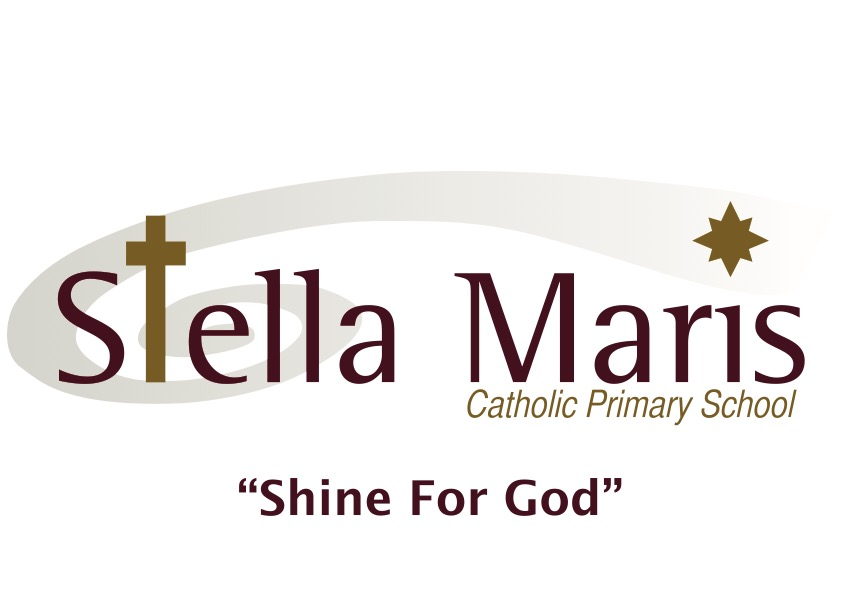 Stella Maris
Catholic Primary School
“Shine For God”